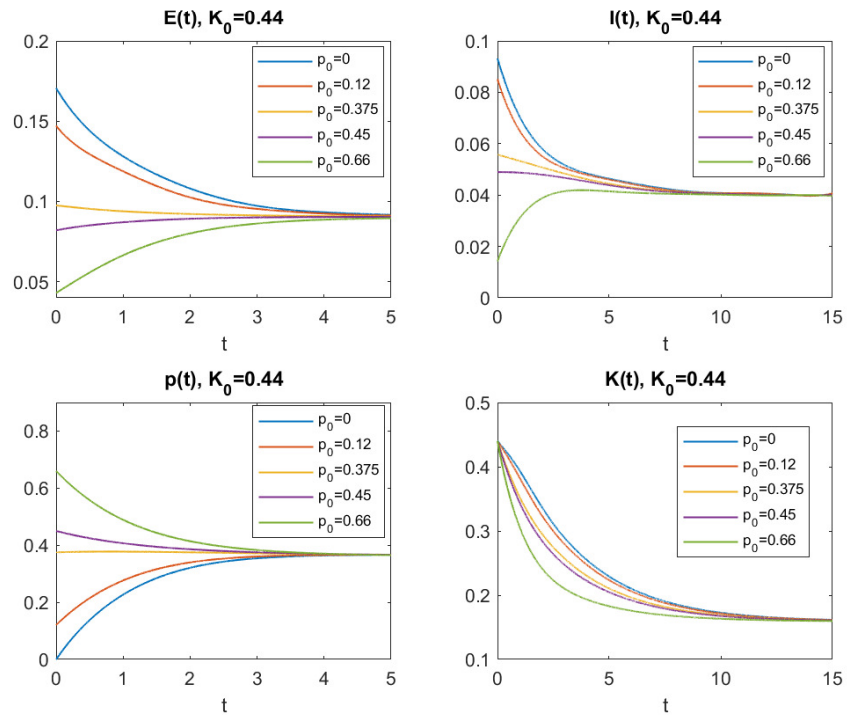 E(t), K₀=0.44
0.2
0.15
0.1
0.05
0 1 2 3 4 5
t
p₀=0
p₀=0.12
p₀=0.375
p₀=0.45
p₀=0.66
I(t), K₀=0.44
0.1
0.08
0.06
0.04
0.02
0
0 5 10 15
t
p₀=0
p₀=0.12
p₀=0.375
p₀=0.45
p₀=0.66
p(t), K₀=0.44
0.8
0.6
0.4
0.2
0
0 1 2 3 4 5
t
p₀=0
p₀=0.12
p₀=0.375
p₀=0.45
p₀=0.66
K(t), K₀=0.44
0.5
0.4
0.3
0.2
0.1
0 5 10 15
t
p₀=0
p₀=0.12
p₀=0.375
p₀=0.45
p₀=0.66